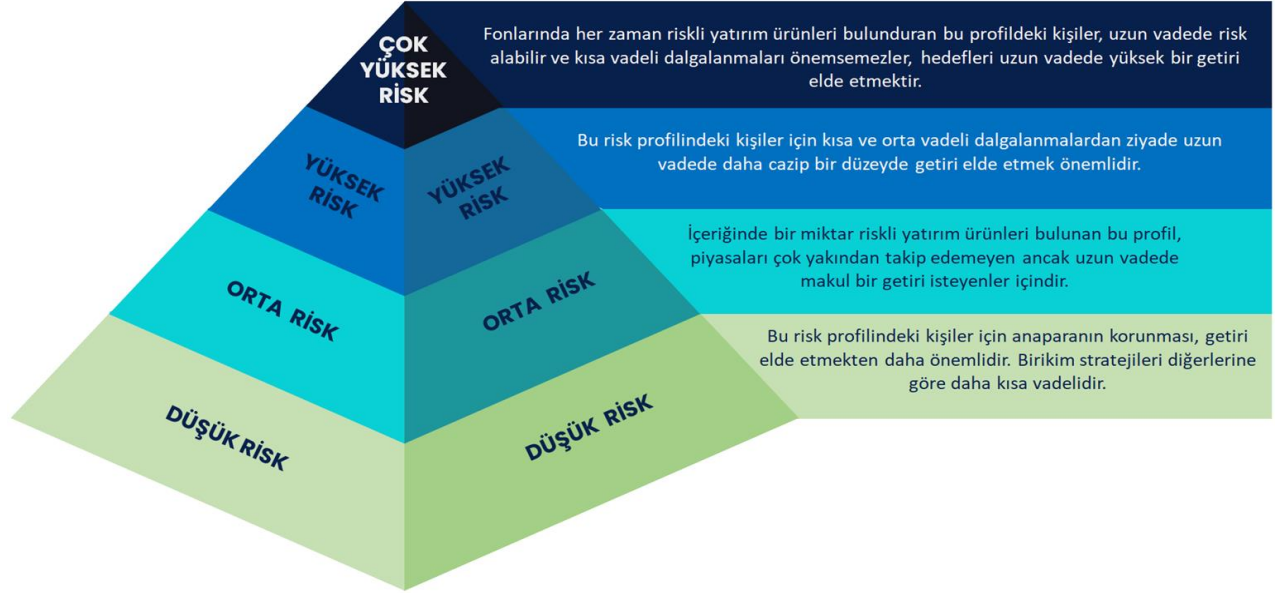 ÇOK
YÜKSEK
RİSK
Fonlarında her zaman riskli yatırım ürünleri bulunduran bu profildeki kişiler, uzun vadede risk
alabilir ve kısa vadeli dalgalanmaları önemsemezler, hedefleri uzun vadede yüksek bir getiri
elde etmektir.
YÜKSEK
RİSK
YÜKSEK
RİSK
Bu risk profilindeki kişiler için kısa ve orta vadeli dalgalanmalardan ziyade uzun
vadede daha cazip bir düzeyde getiri elde etmek önemlidir.
ORTA RİSK
ORTA RİSK
İçeriğinde bir miktar riskli yatırım ürünleri bulunan bu profil,
piyasaları çok yakından takip edemeyen ancak uzun vadede
makul bir getiri isteyenler içindir.
DÜŞÜK RİSK
DÜŞÜK RİSK
Bu risk profilindeki kişiler için anaparanın korunması, getiri
elde etmekten daha önemlidir. Birikim stratejileri diğerlerine
göre daha kısa vadelidir.